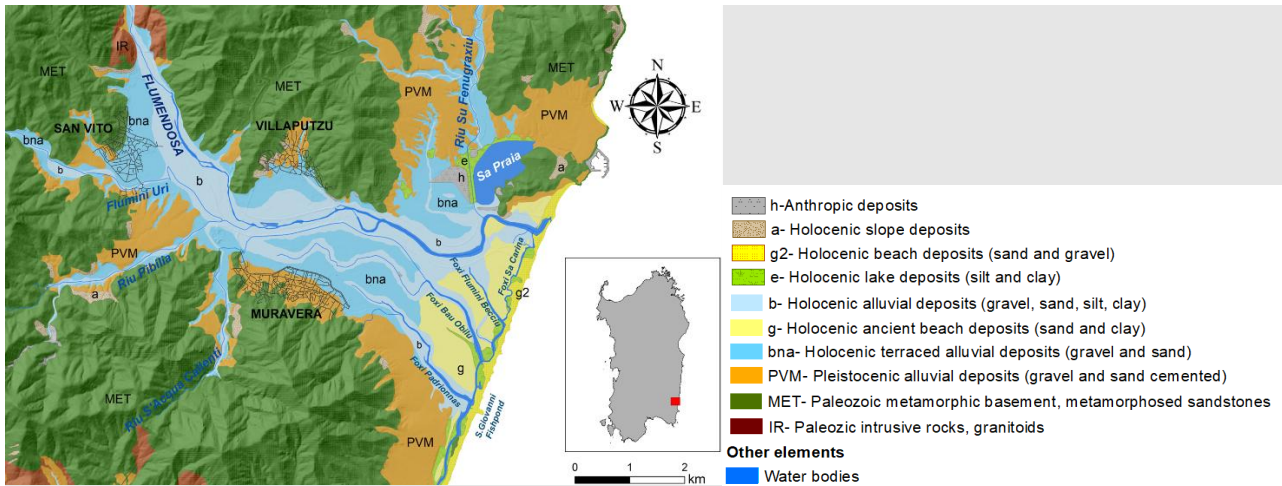 IR
MET
FLUMENDOSA
MET
MET
PVM
Riu Su Fenugraxiu
PVM
N
W
E
S
bna
SAN VITO
bna
VILLAPUTZU
b
b
Flumini Uri
e
h
Sa Praia
a
bna
b
PVM
Riu Pibilia
a
bna
MURAVERA
Foxi Sa Carina
Foxi Flumini Becciu
g2
Foxi Bau Obilu
b
g
Foxi Padrionnas
MET
Riu S'Acqua Callenti
PVM
S.Giovanni
Fishpond
0
1
2
km
h-Anthropic deposits
a- Holocenic slope deposits
g2- Holocenic beach deposits (sand and gravel)
e- Holocenic lake deposits (silt and clay)
b- Holocenic alluvial deposits (gravel, sand, silt, clay)
g- Holocenic ancient beach deposits (sand and clay)
bna- Holocenic terraced alluvial deposits (gravel and sand)
PVM- Pleistocenic alluvial deposits (gravel and sand cemented)
MET- Paleozoic metamorphic basement, metamorphosed sandstones
IR- Paleozic intrusive rocks, granitoids
Other elements
Water bodies